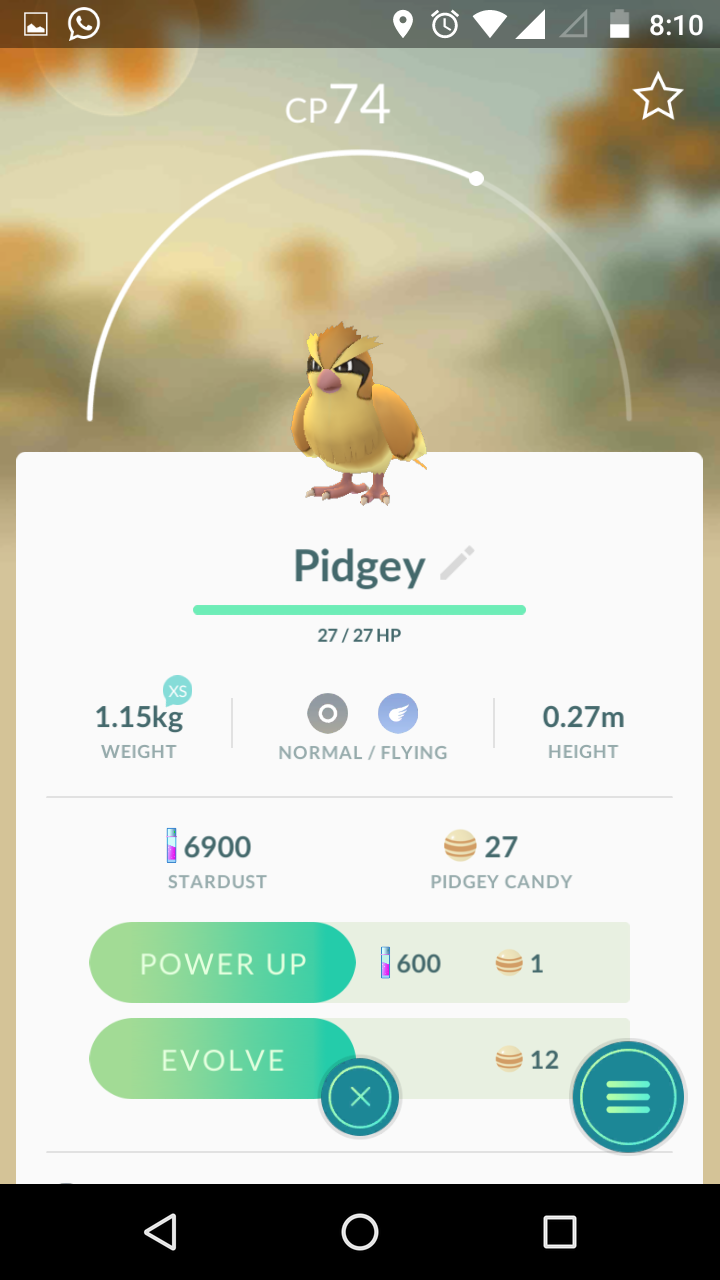 8:10
CP74
Pidgey
27 / 27 HP
XS
1.15kg
WEIGHT
NORMAL / FLYING
0.27m
HEIGHT
6900
STARDUST
27
PIDGEY CANDY
POWER UP 600 1
EVOLVE 12